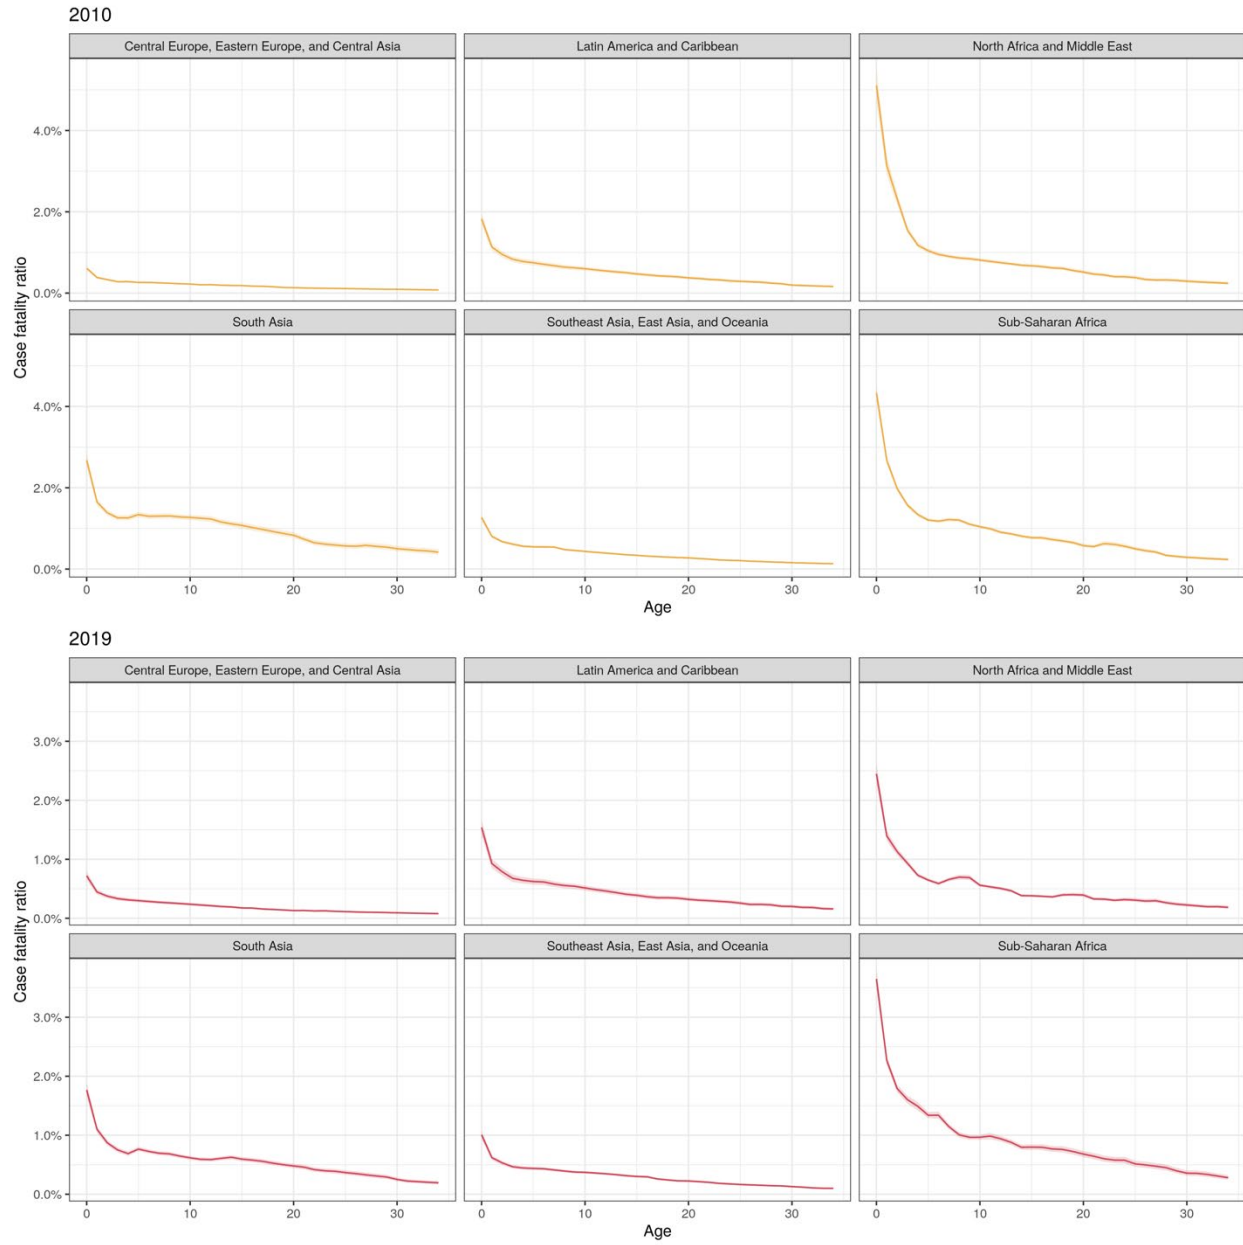 2010
Central Europe, Eastern Europe, and Central Asia
Latin America and Caribbean
North Africa and Middle East
4.0%
2.0%
0.0%
South Asia
Southeast Asia, East Asia, and Oceania
Sub-Saharan Africa
4.0%
2.0%
0.0%
Case fatality ratio
0 10 20 30 0 10 20 30 0 10 20 30
Age
2019
Central Europe, Eastern Europe, and Central Asia
Latin America and Caribbean
North Africa and Middle East
3.0%
2.0%
1.0%
0.0%
South Asia
Southeast Asia, East Asia, and Oceania
Sub-Saharan Africa
3.0%
2.0%
1.0%
0.0%
Case fatality ratio
0 10 20 30 0 10 20 30 0 10 20 30
Age